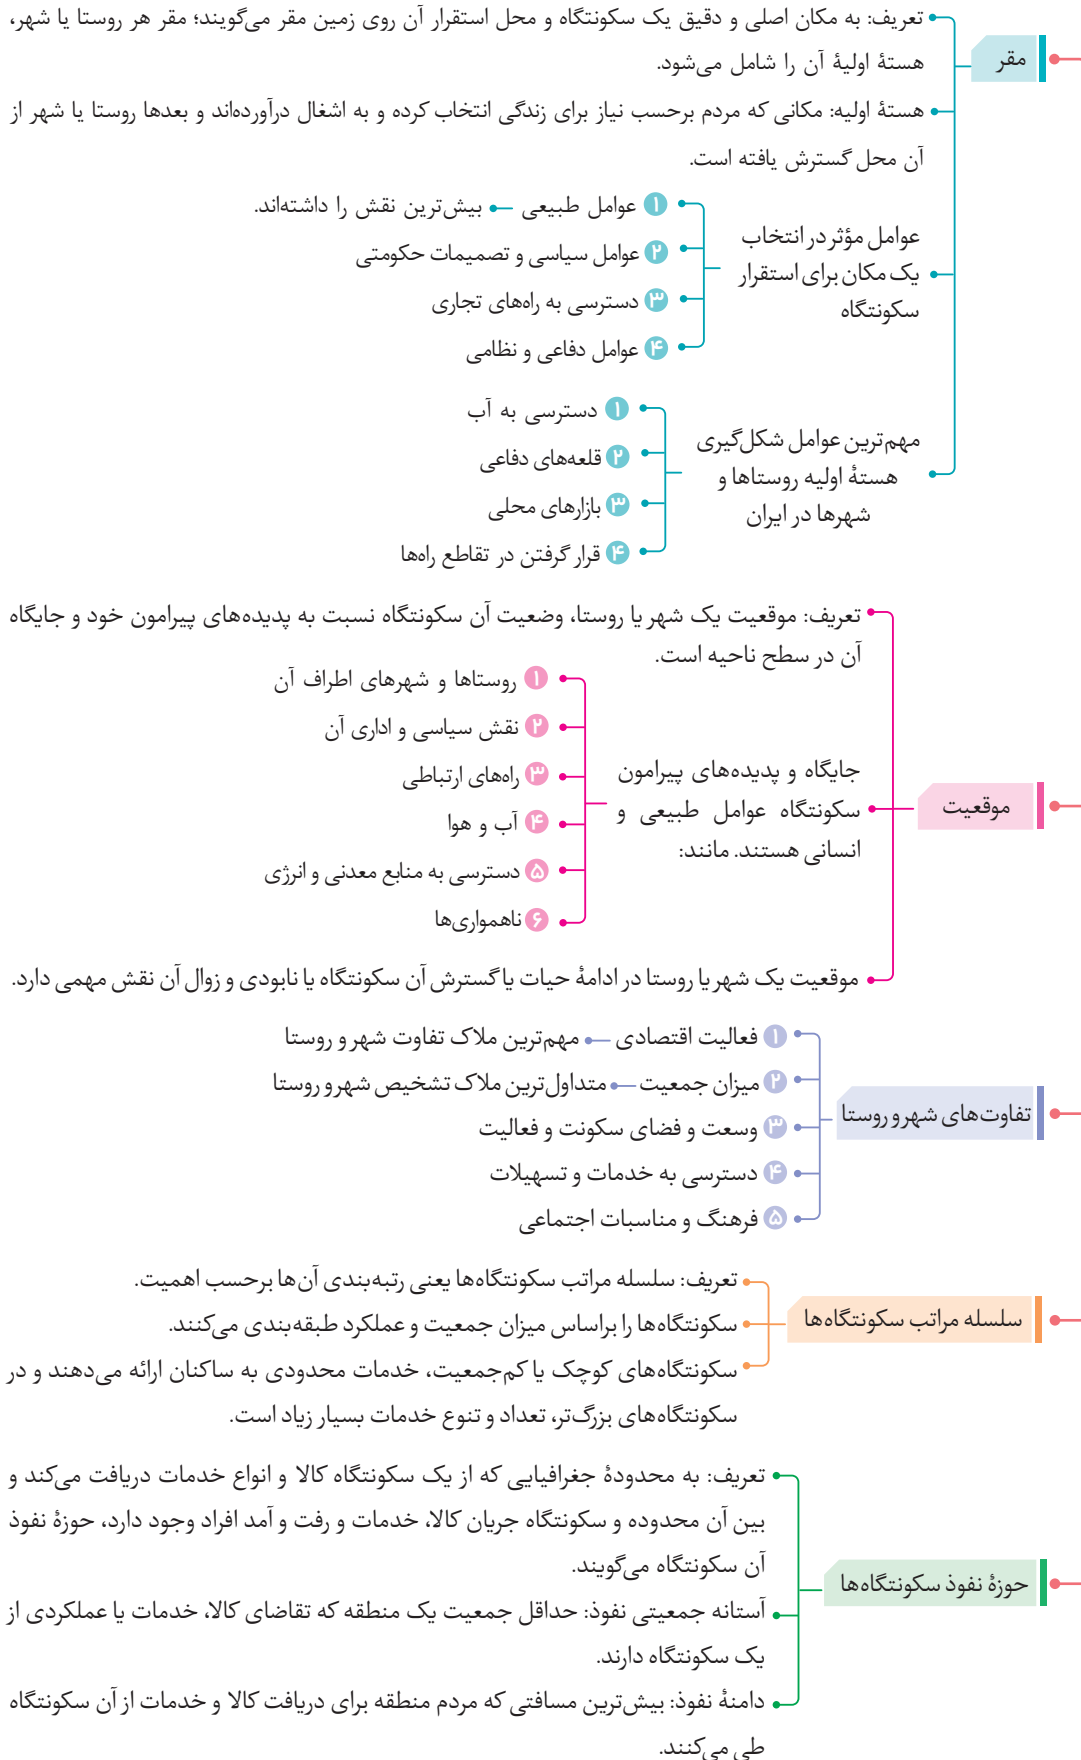 مقر
تعریف: به مکان اصلی و دقیق یک سکونتگاه و محل استقرار آن روی زمین مقر می‌گویند؛ مقر هر روستا یا شهر،
هستهٔ اولیهٔ آن را شامل می‌شود.
هستهٔ اولیه: مکانی که مردم برحسب نیاز برای زندگی انتخاب کرده و به اشغال درآورده‌اند و بعدها روستا یا شهر از
آن محل گسترش یافته است.
عوامل مؤثر در انتخاب
یک مکان برای استقرار
سکونتگاه
۱ عوامل طبیعی بیش‌ترین نقش را داشته‌اند.
۲ عوامل سیاسی و تصمیمات حکومتی
۳ دسترسی به راه‌های تجاری
۴ عوامل دفاعی و نظامی
مهم‌ترین عوامل شکل‌گیری
هستهٔ اولیه روستاها و
شهرها در ایران
۱ دسترسی به آب
۲ قلعه‌های دفاعی
۳ بازارهای محلی
۴ قرار گرفتن در تقاطع راه‌ها
موقعیت
تعریف: موقعیت یک شهر یا روستا، وضعیت آن سکونتگاه نسبت به پدیده‌های پیرامون خود و جایگاه
آن در سطح ناحیه است.
جایگاه و پدیده‌های پیرامون
سکونتگاه عوامل طبیعی و
انسانی هستند. مانند:
۱ روستاها و شهرهای اطراف آن
۲ نقش سیاسی و اداری آن
۳ راه‌های ارتباطی
۴ آب و هوا
۵ دسترسی به منابع معدنی و انرژی
۶ ناهمواری‌ها
موقعیت یک شهر یا روستا در ادامهٔ حیات یا گسترش آن سکونتگاه یا نابودی و زوال آن نقش مهمی دارد.
تفاوت‌های شهر و روستا
۱ فعالیت اقتصادی مهم‌ترین ملاک تفاوت شهر و روستا
۲ میزان جمعیت متداول‌ترین ملاک تشخیص شهر و روستا
۳ وسعت و فضای سکونت و فعالیت
۴ دسترسی به خدمات و تسهیلات
۵ فرهنگ و مناسبات اجتماعی
سلسله مراتب سکونتگاه‌ها
تعریف: سلسله مراتب سکونتگاه‌ها یعنی رتبه‌بندی آن‌ها برحسب اهمیت.
سکونتگاه‌ها را براساس میزان جمعیت و عملکرد طبقه‌بندی می‌کنند.
سکونتگاه‌های کوچک یا کم‌جمعیت، خدمات محدودی به ساکنان ارائه می‌دهند و در
سکونتگاه‌های بزرگ‌تر، تعداد و تنوع خدمات بسیار زیاد است.
حوزهٔ نفوذ سکونتگاه‌ها
تعریف: به محدودهٔ جغرافیایی که از یک سکونتگاه کالا و انواع خدمات دریافت می‌کند و
بین آن محدوده و سکونتگاه جریان کالا، خدمات و رفت و آمد افراد وجود دارد، حوزهٔ نفوذ
آن سکونتگاه می‌گویند.
آستانه جمعیتی نفوذ: حداقل جمعیت یک منطقه که تقاضای کالا، خدمات یا عملکردی از
یک سکونتگاه دارند.
دامنهٔ نفوذ: بیش‌ترین مسافتی که مردم منطقه برای دریافت کالا و خدمات از آن سکونتگاه
طی می‌کنند.